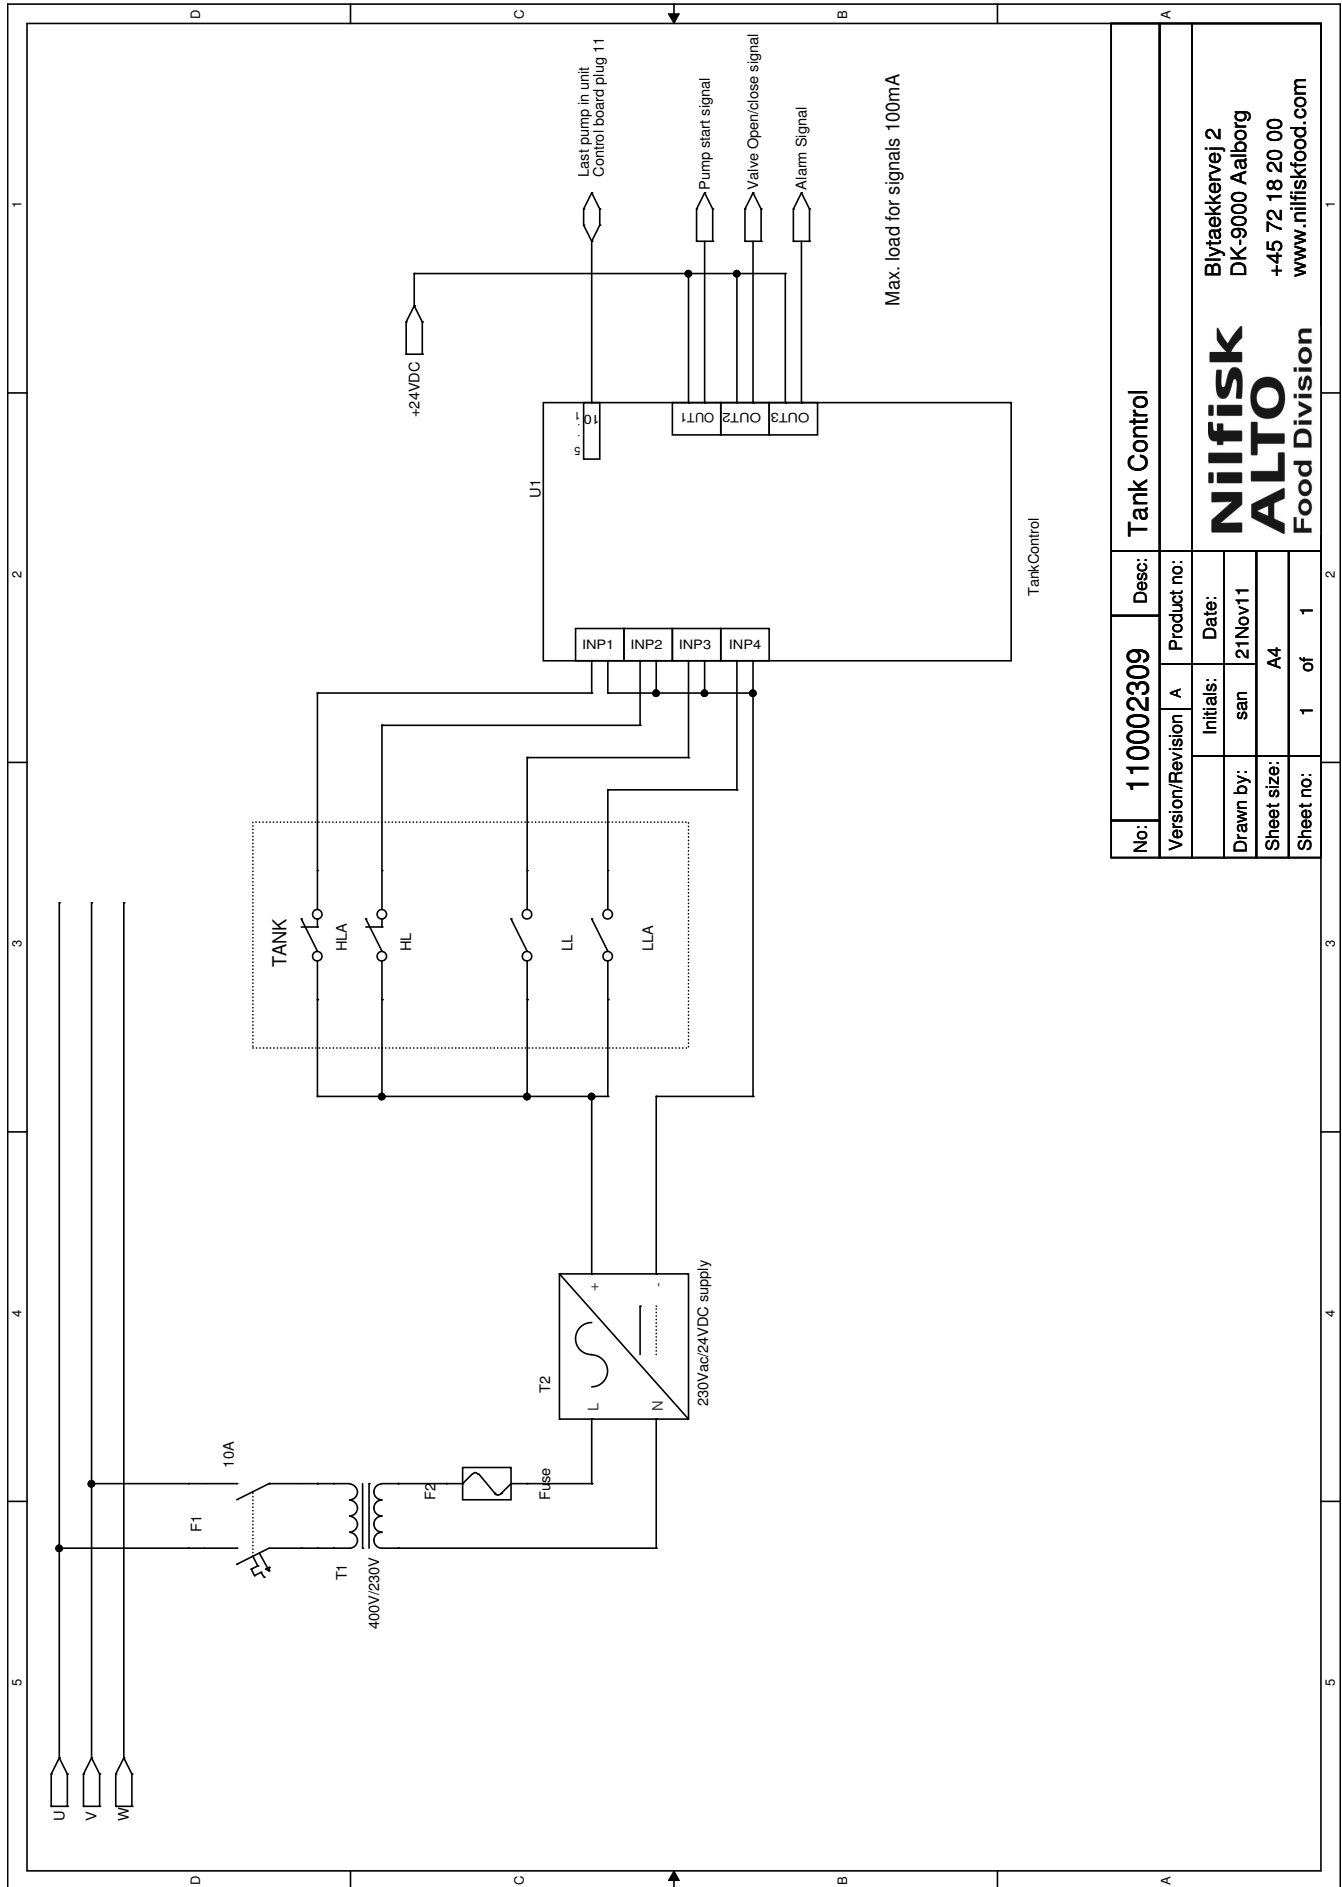 5
4
3
2
1
D
D
C
C
B
B
A
A
U
V
W
F1
10A
T1
400V/230V
F2
Fuse
T2
L
N
+
-
230Vac/24VDC supply
TANK
HLA
HL
LL
LLA
INP1
INP2
INP3
INP4
U1
5 . . 1
10
OUT1
OUT2
OUT3
TankControl
+24VDC
Last pump in unit
Control board plug 11
Pump start signal
Valve Open/close signal
Alarm Signal
Max. load for signals 100mA
No: 110002309 Desc: Tank Control
Version/Revision A Product no:
Initials: Date:
Drawn by: san 21Nov11
Sheet size: A4
Sheet no: 1 of 1
Nilfisk
ALTO
Food Division
Blytaekkervej 2
DK-9000 Aalborg
+45 72 18 20 00
www.nilfiskfood.com
5
4
3
2
1